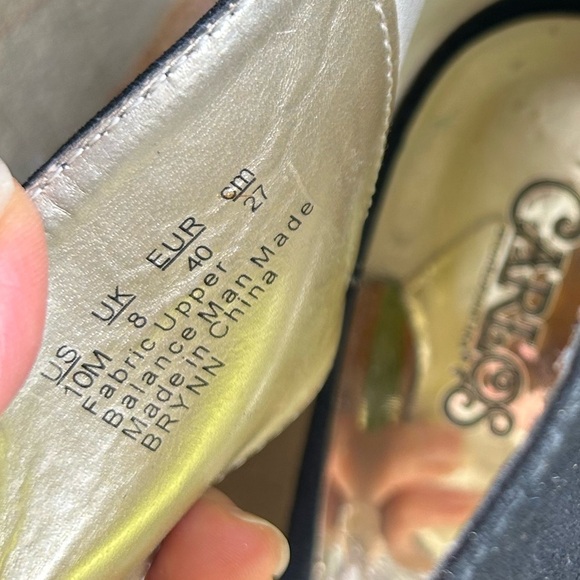 US UK EUR cm
10M 8 40 27
Fabric Upper
Balance Man Made
Made in China
BRYNN
CARLOS